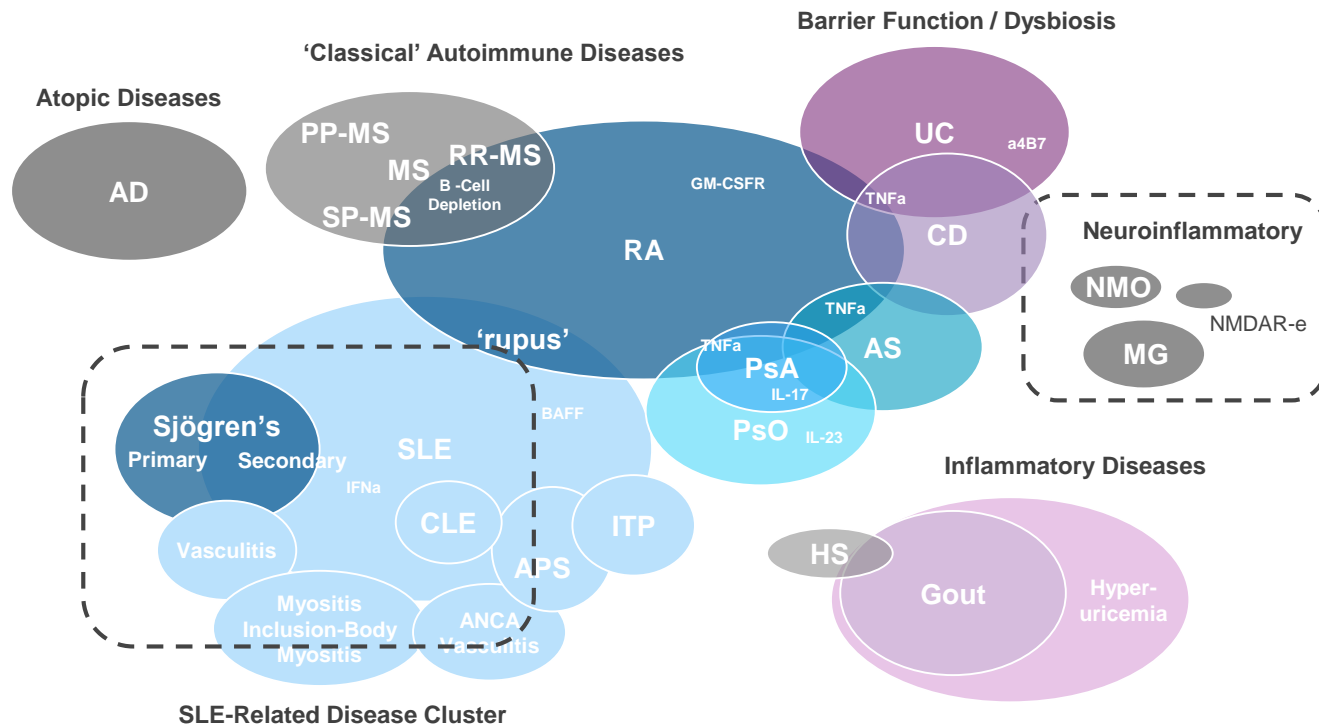 Barrier Function / Dysbiosis
‘Classical’ Autoimmune Diseases
Atopic Diseases
AD
PP-MS
MS
RR-MS
B -Cell
Depletion
SP-MS
GM-CSFR
RA
UC
a4B7
TNFa
CD
Neuroinflammatory
NMO
NMDAR-e
MG
TNFa
AS
‘rupus’
TNFa
PsA
IL-17
PsO
IL-23
BAFF
Sjögren’s
Primary
Secondary
SLE
IFNa
CLE
ITP
APS
Vasculitis
Myositis
Inclusion-Body
Myositis
ANCA
Vasculitis
SLE-Related Disease Cluster
Inflammatory Diseases
HS
Gout
Hyper-
uricemia